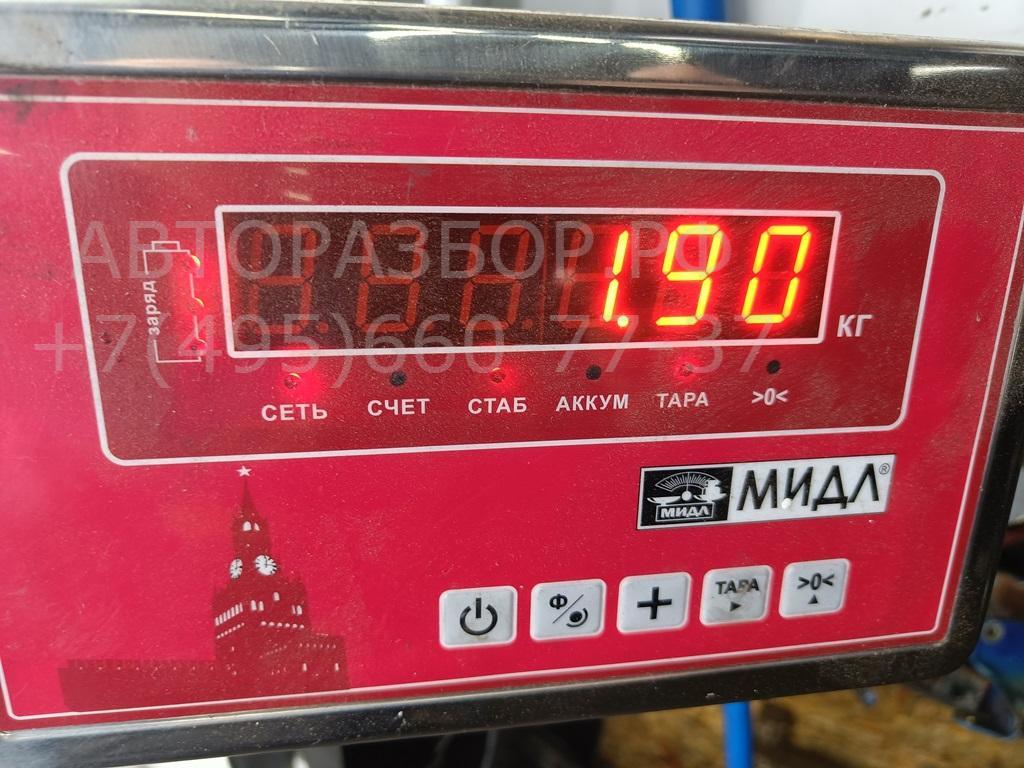 АВТОРАЗБОР.РФ
+7(495)660-77-37
заряд
1.90
КГ
СЕТЬ СЧЕТ СТАБ АККУМ ТАРА >0<
МИДЛ МИДЛ®
Ф + ТАРА >0<